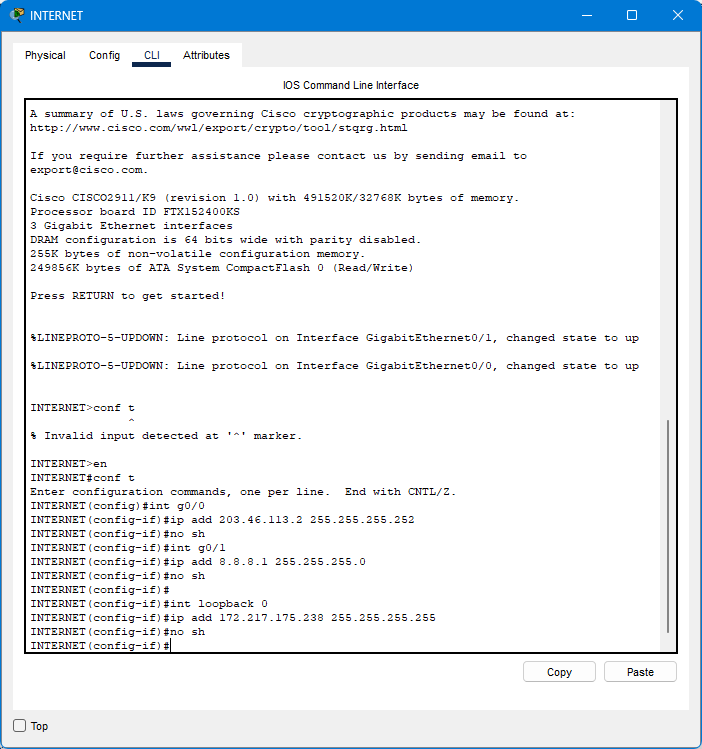 INTERNET
Physical Config CLI Attributes
IOS Command Line Interface
A summary of U.S. laws governing Cisco cryptographic products may be found at:
http://www.cisco.com/wwl/export/crypto/tool/stqrg.html
If you require further assistance please contact us by sending email to
export@cisco.com.
Cisco CISCO2911/K9 (revision 1.0) with 491520K/32768K bytes of memory.
Processor board ID FTX152400KS
3 Gigabit Ethernet interfaces
DRAM configuration is 64 bits wide with parity disabled.
255K bytes of non-volatile configuration memory.
249856K bytes of ATA System CompactFlash 0 (Read/Write)
Press RETURN to get started!
%LINEPROTO-5-UPDOWN: Line protocol on Interface GigabitEthernet0/1, changed state to up
%LINEPROTO-5-UPDOWN: Line protocol on Interface GigabitEthernet0/0, changed state to up
INTERNET>conf t
^
% Invalid input detected at '^' marker.
INTERNET>en
INTERNET#conf t
Enter configuration commands, one per line. End with CNTL/Z.
INTERNET(config)#int g0/0
INTERNET(config-if)#ip add 203.46.113.2 255.255.255.252
INTERNET(config-if)#no sh
INTERNET(config-if)#int g0/1
INTERNET(config-if)#ip add 8.8.8.1 255.255.255.0
INTERNET(config-if)#no sh
INTERNET(config-if)#
INTERNET(config-if)#int loopback 0
INTERNET(config-if)#ip add 172.217.175.238 255.255.255.255
INTERNET(config-if)#no sh
INTERNET(config-if)#
Copy Paste
Top